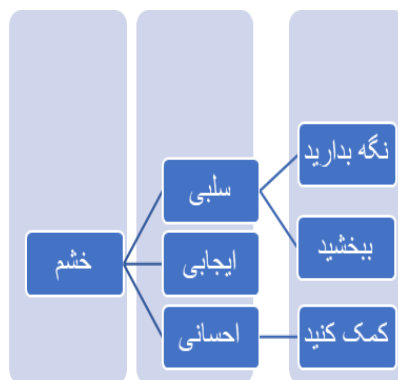 خشم
سلبی
ایجابی
احسانی
نگه بدارید
ببخشید
کمک کنید